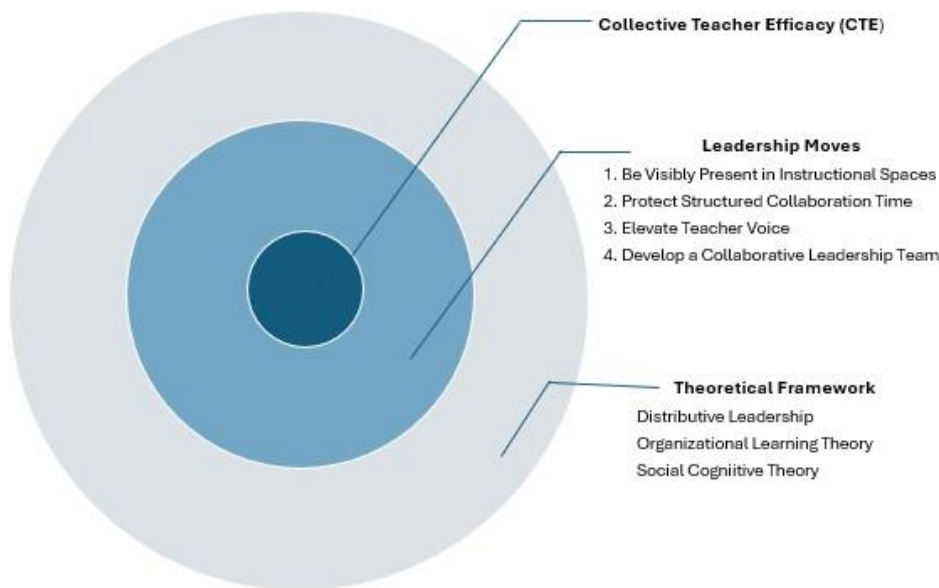 Collective Teacher Efficacy (CTE)
Leadership Moves
1. Be Visibly Present in Instructional Spaces
2. Protect Structured Collaboration Time
3. Elevate Teacher Voice
4. Develop a Collaborative Leadership Team
Theoretical Framework
Distributive Leadership
Organizational Learning Theory
Social Cogniitive Theory